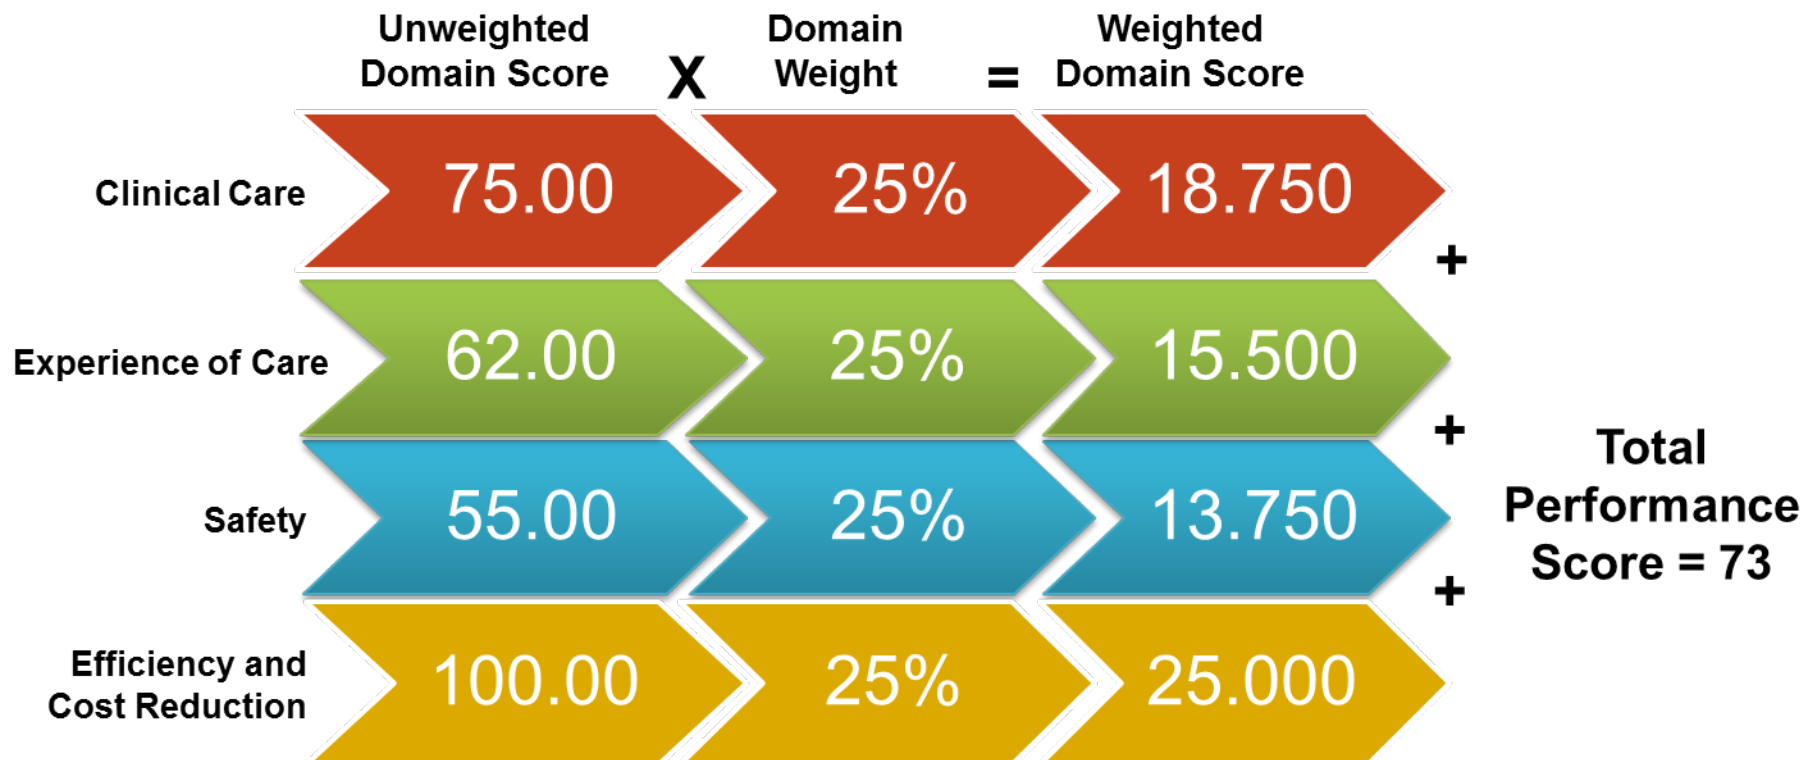 Unweighted
Domain Score
X
Domain
Weight
=
Weighted
Domain Score
Clinical Care
75.00
25%
18.750
+
Experience of Care
62.00
25%
15.500
+
Safety
55.00
25%
13.750
+
Efficiency and
Cost Reduction
100.00
25%
25.000
Total
Performance
Score = 73